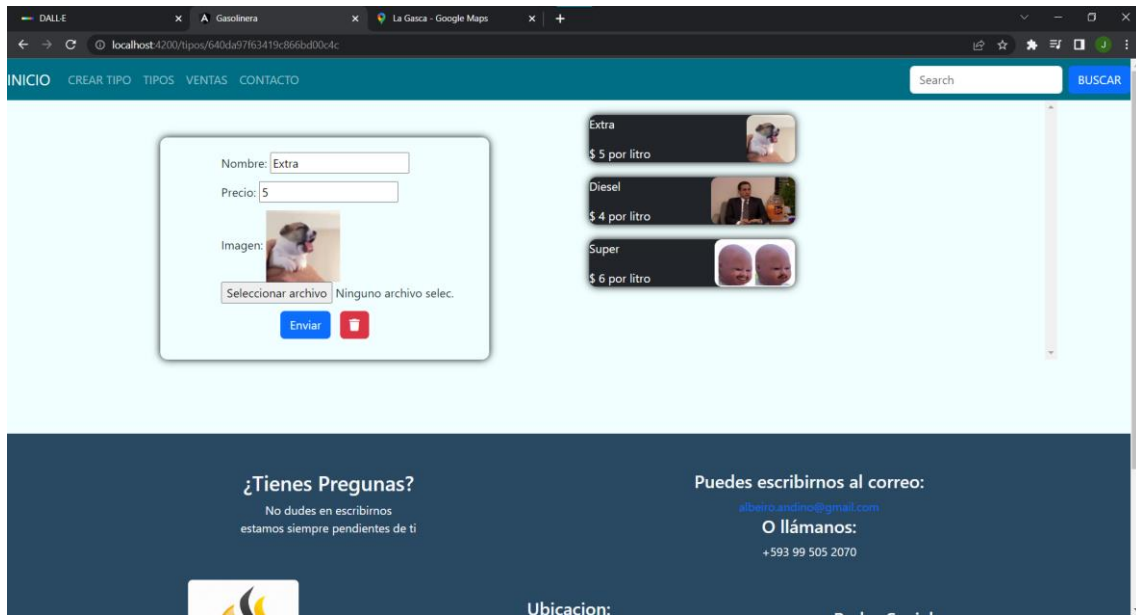 DALL·E
Gasolinera
La Gasca - Google Maps
localhost:4200/tipos/640da97f63419c866bd00c4c
J
INICIO CREAR TIPO TIPOS VENTAS CONTACTO
Search
BUSCAR
Nombre: Extra
Precio: 5
Imagen:
Seleccionar archivo Ninguno archivo selec.
Enviar
Extra
$ 5 por litro
Diesel
$ 4 por litro
Super
$ 6 por litro
¿Tienes Pregunas?
No dudes en escribirnos
estamos siempre pendientes de ti
Puedes escribirnos al correo:
albeiro.andino@gmail.com
O llámanos:
+593 99 505 2070
Ubicacion: